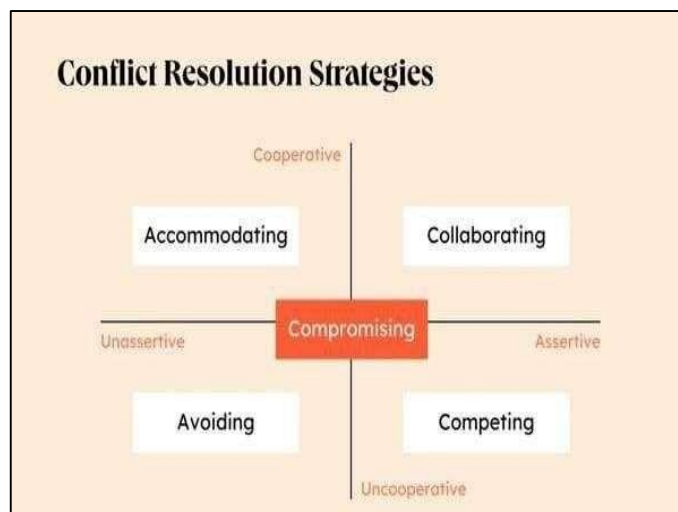 Conflict Resolution Strategies
Cooperative
Accommodating
Collaborating
Compromising
Unassertive
Assertive
Avoiding
Competing
Uncooperative